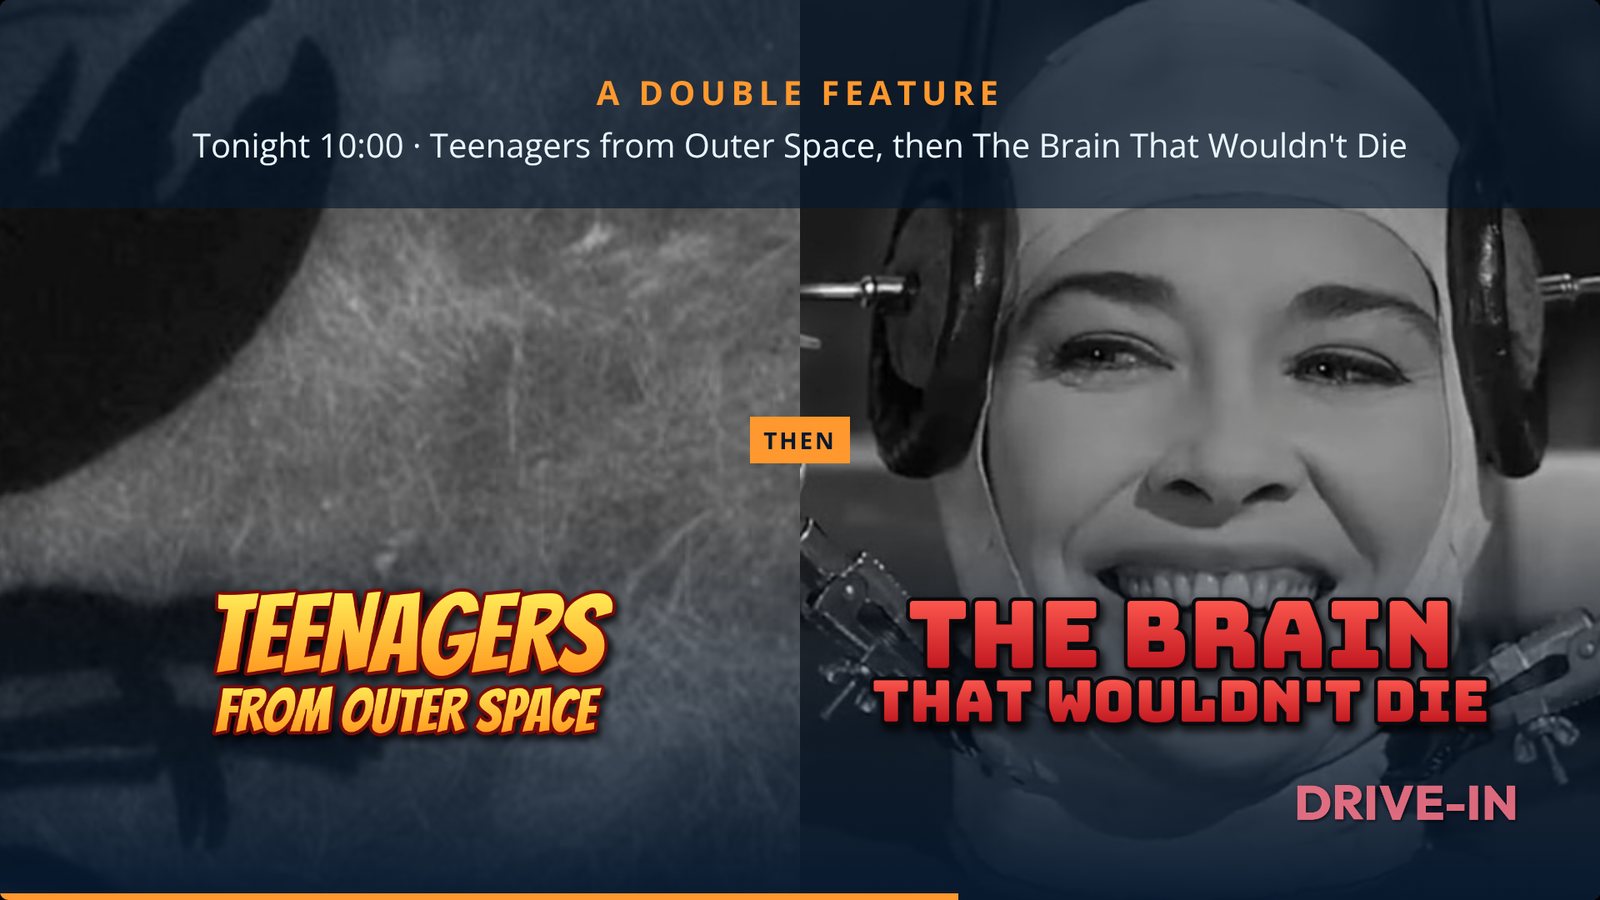 A DOUBLE FEATURE
Tonight 10:00 · Teenagers from Outer Space, then The Brain That Wouldn't Die
THEN
TEENAGERS
FROM OUTER SPACE
THE BRAIN
THAT WOULDN'T DIE
DRIVE-IN